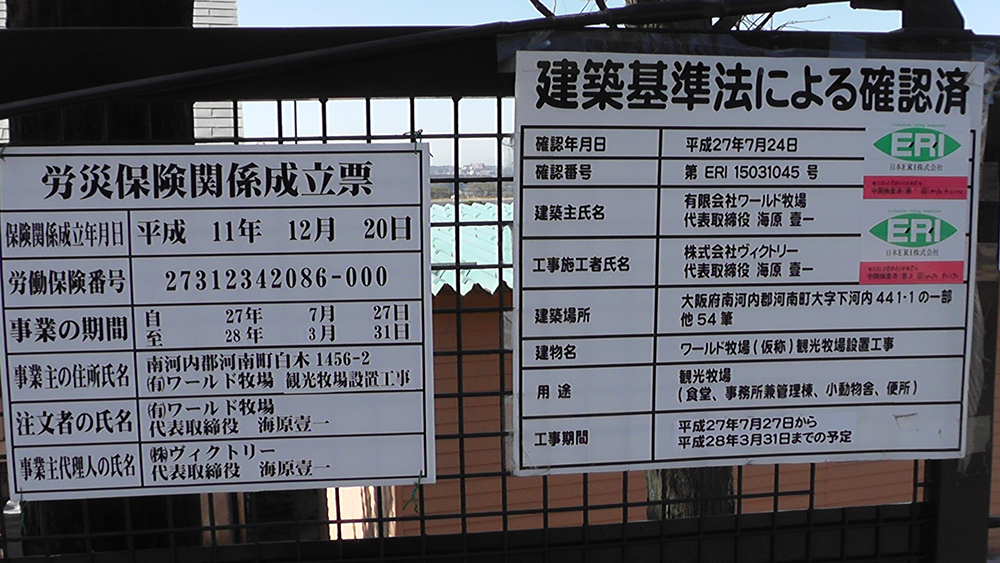 労災保険関係成立票
保険関係成立年月日 平成 11年 12月 20日
労働保険番号 27312342086-000
事業の期間 自 27年 7月 27日
至 28年 3月 31日
事業主の住所氏名 南河内郡河南町白木1456-2
㈲ワールド牧場 観光牧場設置工事
注文者の氏名 ㈲ワールド牧場
代表取締役 海原壹一
事業主代理人の氏名 ㈱ヴィクトリー
代表取締役 海原壹一
建築基準法による確認済
確認年月日 平成27年7月24日
確認番号 第 ERI 15031045 号
建築主氏名 有限会社ワールド牧場
代表取締役 海原 壹一
工事施工者氏名 株式会社ヴィクトリー
代表取締役 海原 壹一
建築場所 大阪府南河内郡河南町大字下河内441-1の一部
他54筆
建物名 ワールド牧場(仮称)観光牧場設置工事
用途 観光牧場
(食堂、事務所兼管理棟、小動物舎、便所)
工事期間 平成27年7月27日から
平成28年3月31日までの予定
ERI
日本ERI株式会社
ERI
日本ERI株式会社